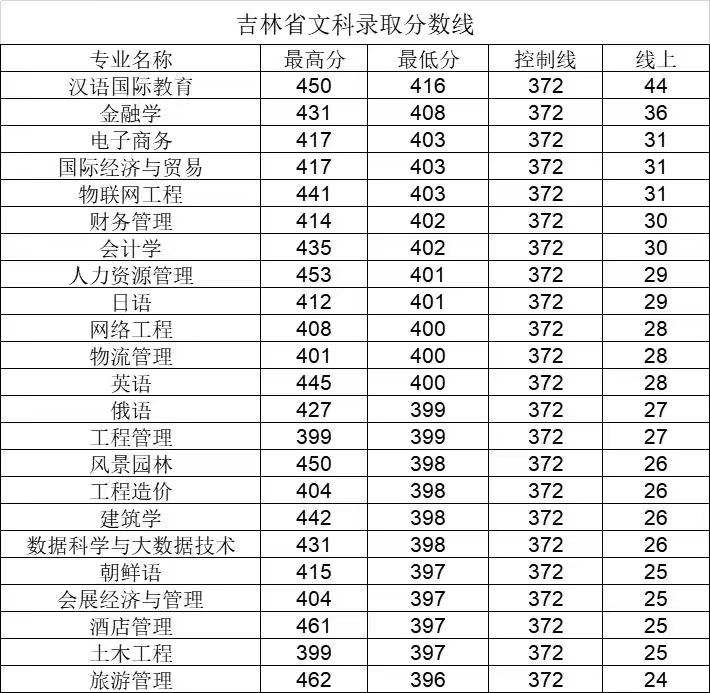 吉林省文科录取分数线
专业名称 最高分 最低分 控制线 线上
汉语国际教育 450 416 372 44
金融学 431 408 372 36
电子商务 417 403 372 31
国际经济与贸易 417 403 372 31
物联网工程 441 403 372 31
财务管理 414 402 372 30
会计学 435 402 372 30
人力资源管理 453 401 372 29
日语 412 401 372 29
网络工程 408 400 372 28
物流管理 401 400 372 28
英语 445 400 372 28
俄语 427 399 372 27
工程管理 399 399 372 27
风景园林 450 398 372 26
工程造价 404 398 372 26
建筑学 442 398 372 26
数据科学与大数据技术 431 398 372 26
朝鲜语 415 397 372 25
会展经济与管理 404 397 372 25
酒店管理 461 397 372 25
土木工程 399 397 372 25
旅游管理 462 396 372 24